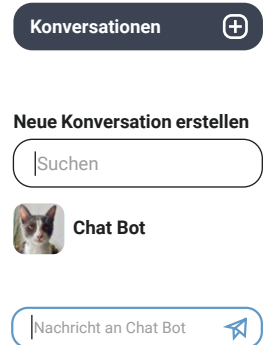 Konversationen
Neue Konversation erstellen
Suchen
Chat Bot
Nachricht an Chat Bot